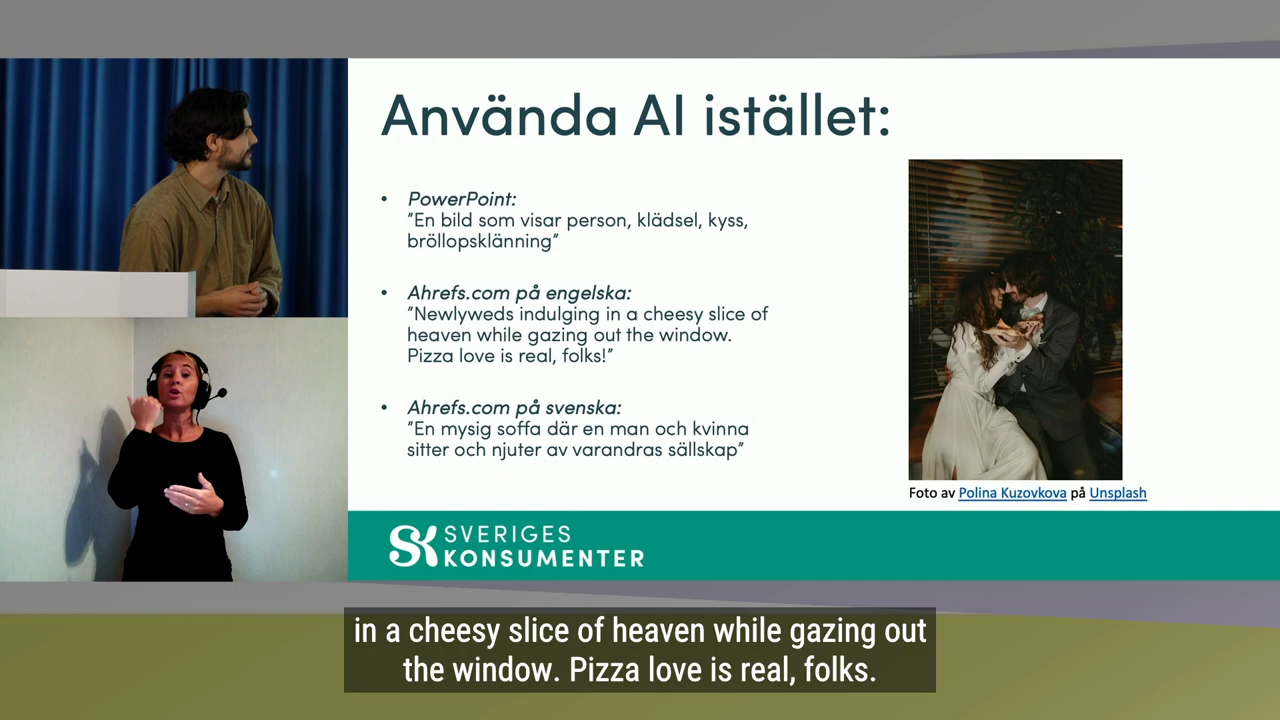 Använda AI istället:
• PowerPoint:
”En bild som visar person, klädsel, kyss,
bröllopsklänning”
• Ahrefs.com på engelska:
”Newlyweds indulging in a cheesy slice of
heaven while gazing out the window.
Pizza love is real, folks!”
• Ahrefs.com på svenska:
”En mysig soffa där en man och kvinna
sitter och njuter av varandras sällskap”
Foto av Polina Kuzovkova på Unsplash
SK SVERIGES
KONSUMENTER
in a cheesy slice of heaven while gazing out
the window. Pizza love is real, folks.